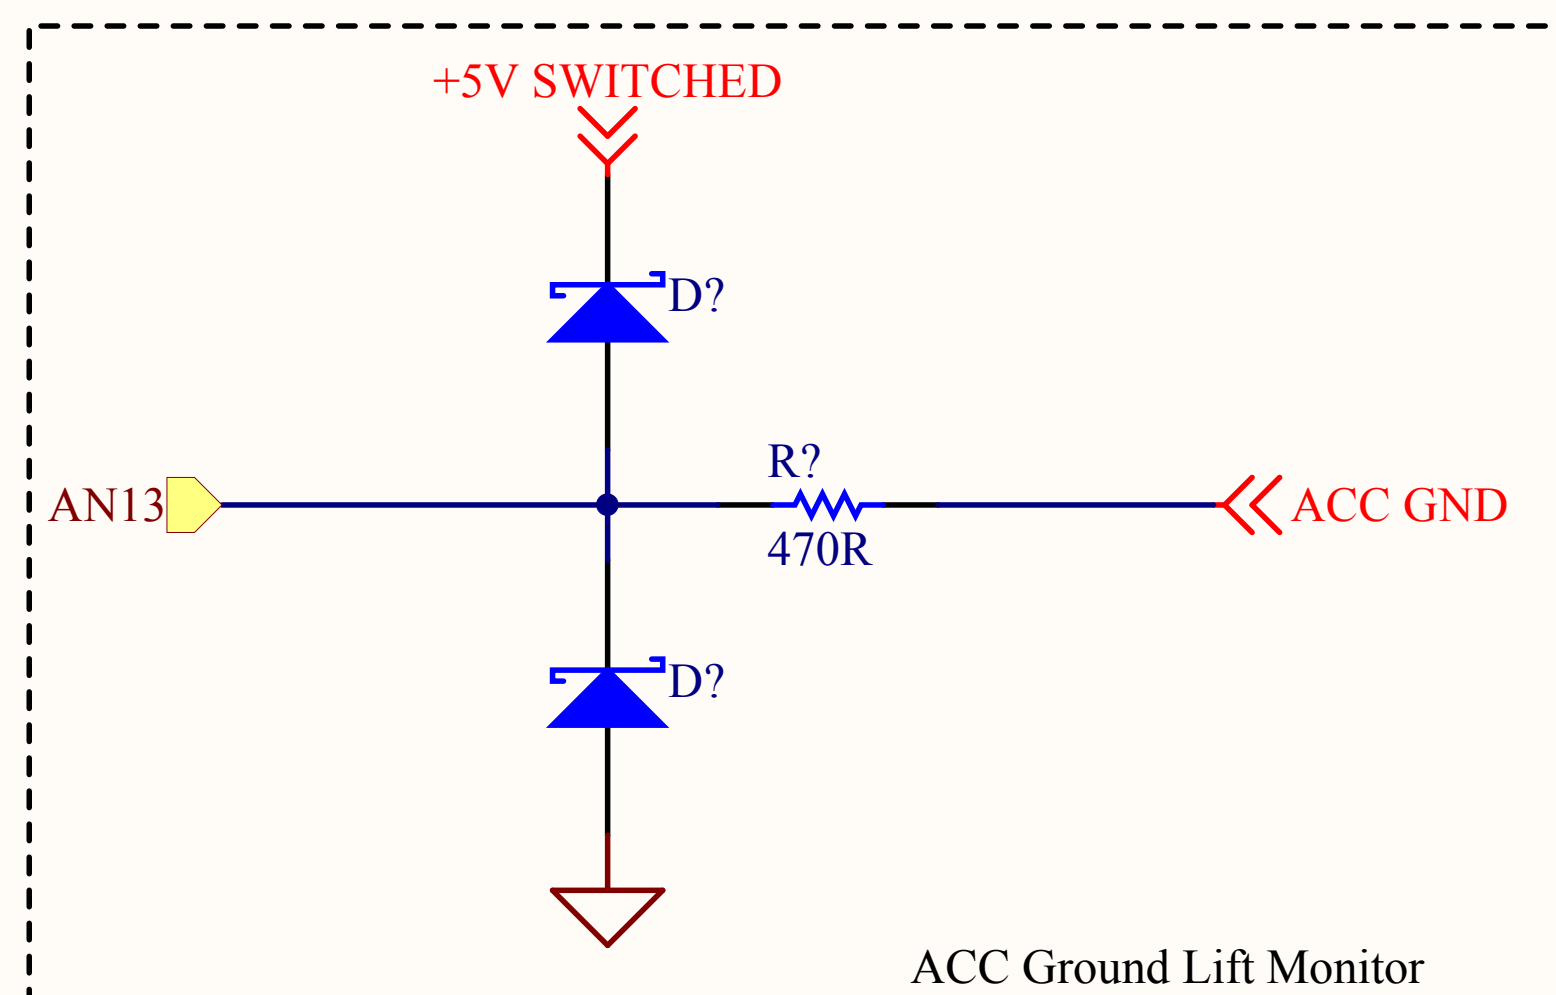 +5V SWITCHED
D?
R?
AN13
ACC GND
470R
D?
ACC Ground Lift Monitor